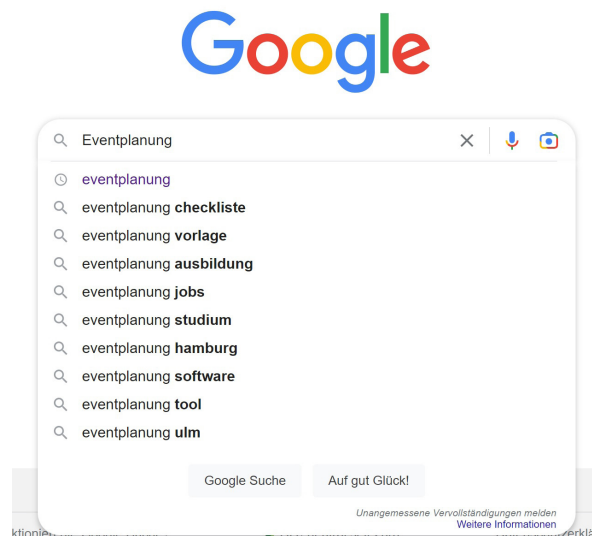 Google
Eventplanung
eventplanung
eventplanung checkliste
eventplanung vorlage
eventplanung ausbildung
eventplanung jobs
eventplanung studium
eventplanung hamburg
eventplanung software
eventplanung tool
eventplanung ulm
Google Suche Auf gut Glück!
Unangemessene Vervollständigungen melden
Weitere Informationen